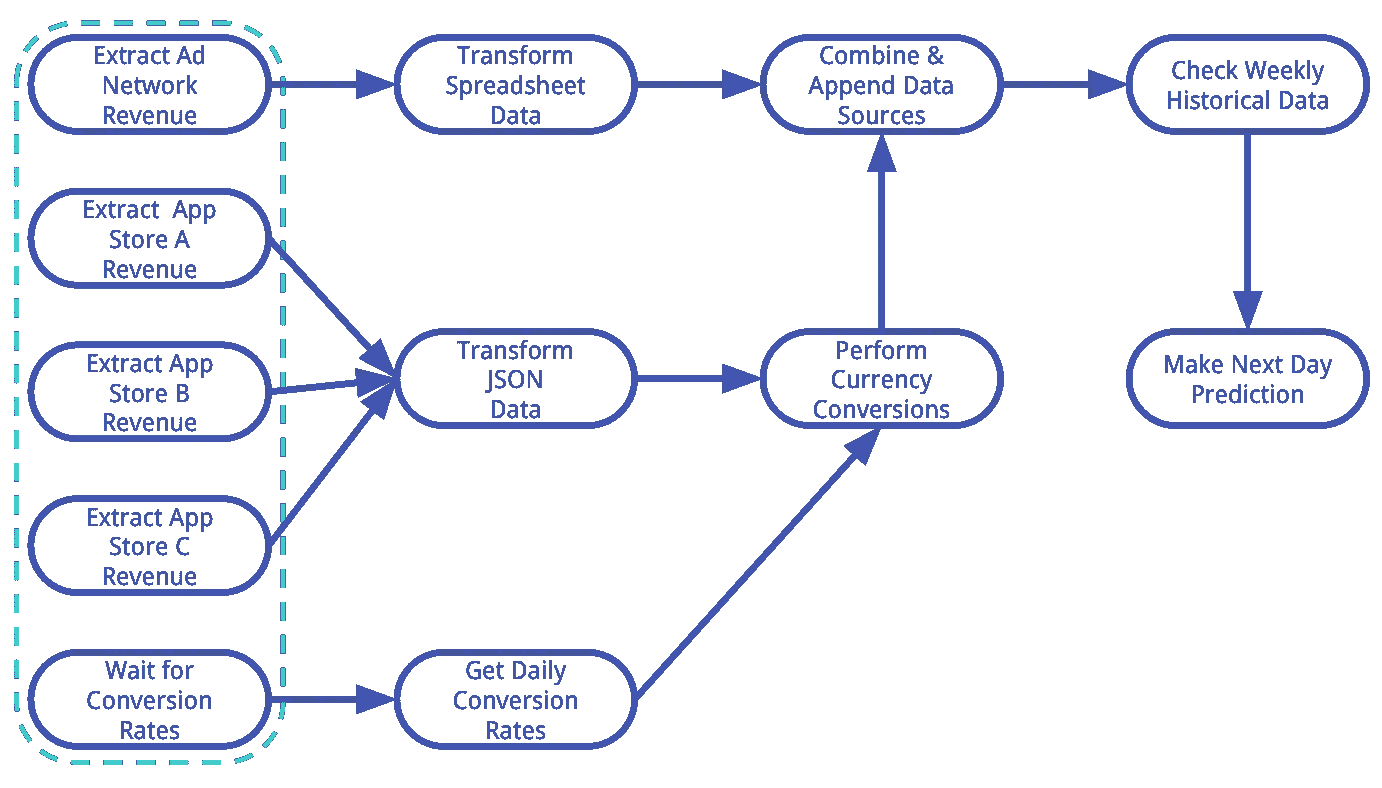 Extract Ad
Network
Revenue
Transform
Spreadsheet
Data
Combine &
Append Data
Sources
Check Weekly
Historical Data
Extract  App
Store A
Revenue
Extract App
Store B
Revenue
Transform
JSON
Data
Perform
Currency
Conversions
Make Next Day
Prediction
Extract App
Store C
Revenue
Wait for
Conversion
Rates
Get Daily
Conversion
Rates